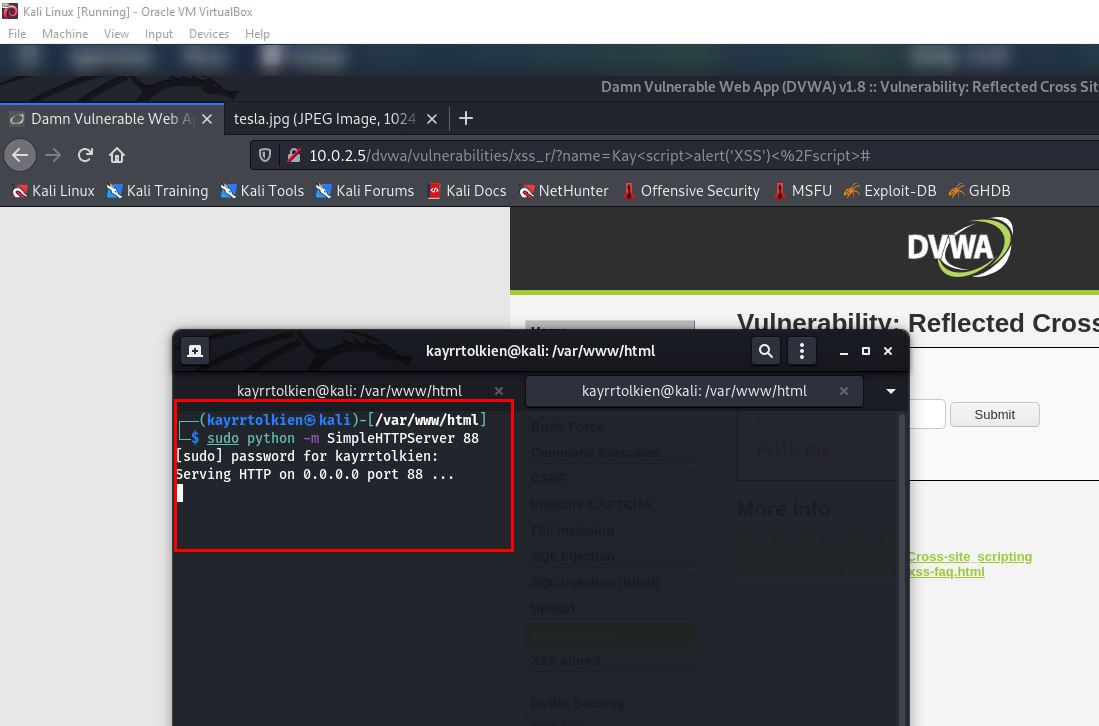 Kali Linux [Running] - Oracle VM VirtualBox
File Machine View Input Devices Help
Damn Vulnerable Web App (DVWA) v1.8 :: Vulnerability: Reflected Cross Sit
Damn Vulnerable Web Ap
tesla.jpg (JPEG Image, 1024
10.0.2.5/dvwa/vulnerabilities/xss_r/?name=Kay<script>alert('XSS')<%2Fscript>#
Kali Linux Kali Training Kali Tools Kali Forums Kali Docs NetHunter Offensive Security MSFU Exploit-DB GHDB
DVWA
Home
Vulnerability: Reflected Cross
kayrrtolkien@kali: /var/www/html
kayrrtolkien@kali: /var/www/html
kayrrtolkien@kali: /var/www/html
┌──(kayrrtolkien㉿kali)-[/var/www/html]
└─$ sudo python -m SimpleHTTPServer 88
[sudo] password for kayrrtolkien:
Serving HTTP on 0.0.0.0 port 88 ...
Submit
Brute Force
Command Execution
CSRF
Insecure CAPTCHA
File Inclusion
SQL Injection
SQL Injection (Blind)
Upload
XSS reflected
XSS stored
DVWA Security
Hello Kay
More info
Cross-site_scripting
xss-faq.html